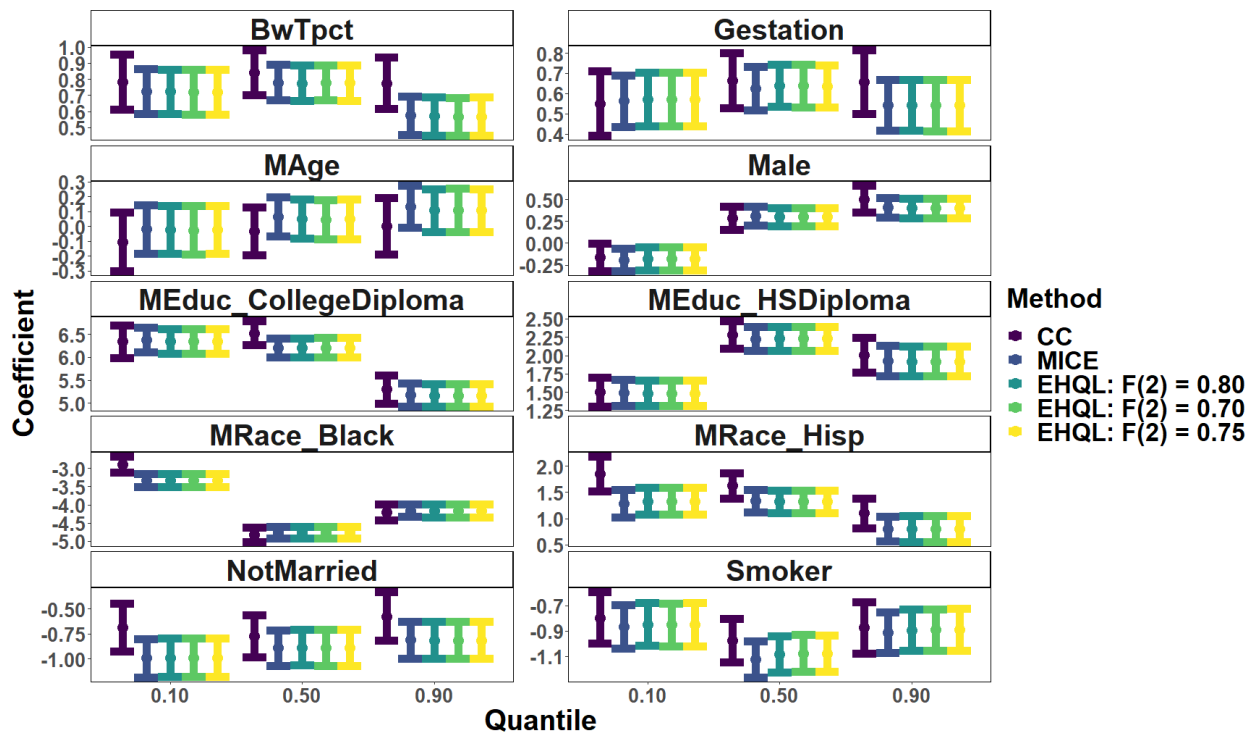 BwTpct
1.0
0.9
0.8
0.7
0.6
0.5
Gestation
0.8
0.7
0.6
0.5
0.4
MAge
0.3
0.2
0.1
0.0
-0.1
-0.2
-0.3
Male
0.50
0.25
0.00
-0.25
MEduc_CollegeDiploma
6.5
6.0
5.5
5.0
MEduc_HSDiploma
2.50
2.25
2.00
1.75
1.50
1.25
MRace_Black
-3.0
-3.5
-4.0
-4.5
-5.0
MRace_Hisp
2.0
1.5
1.0
0.5
NotMarried
-0.50
-0.75
-1.00
Smoker
-0.7
-0.9
-1.1
0.10 0.50 0.90
0.10 0.50 0.90
Coefficient
Quantile
Method
CC
MICE
EHQL: F(2) = 0.80
EHQL: F(2) = 0.70
EHQL: F(2) = 0.75